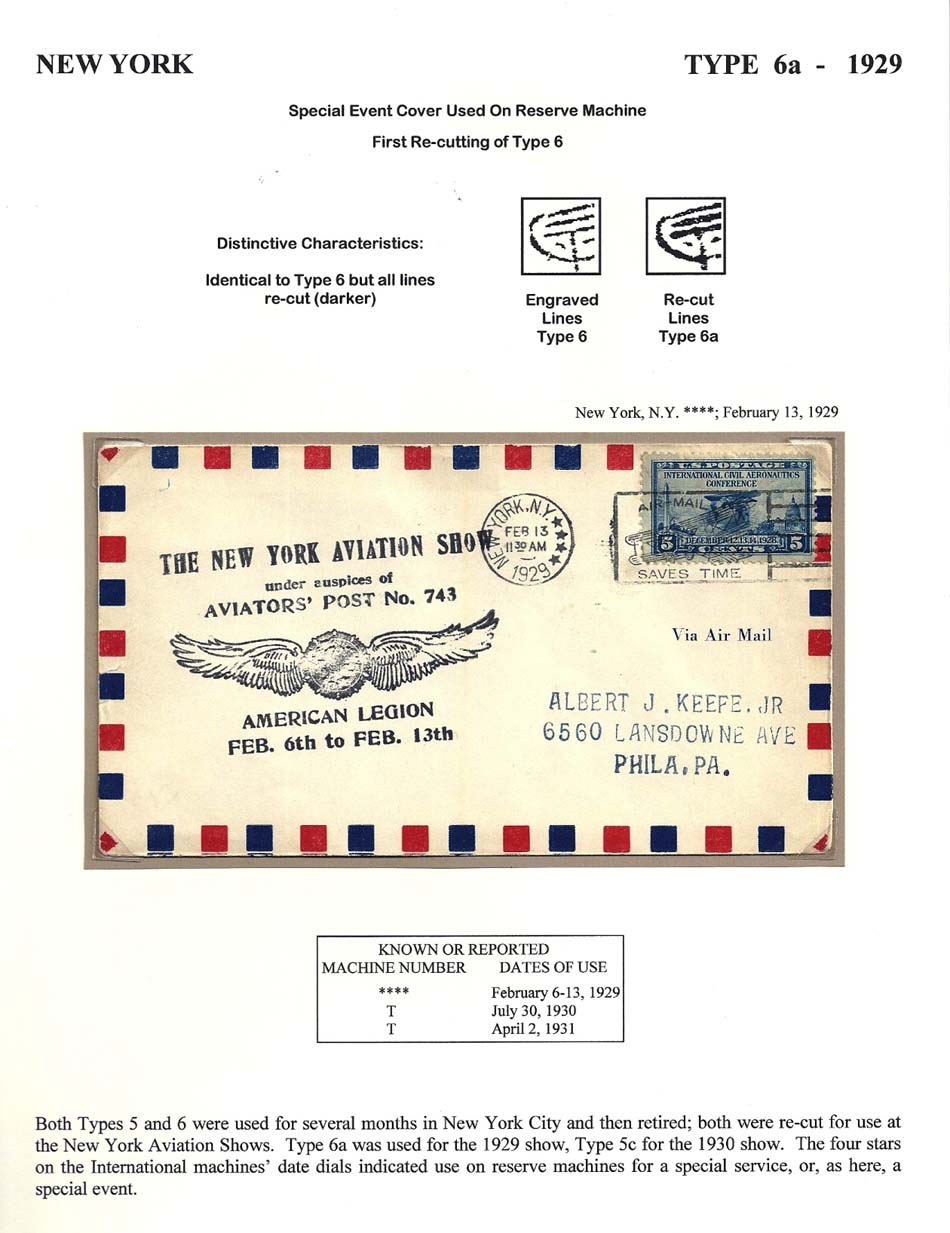 NEW YORK TYPE 6a - 1929
Special Event Cover Used On Reserve Machine
First Re-cutting of Type 6
Distinctive Characteristics:
Identical to Type 6 but all lines
re-cut (darker)
Engraved
Lines
Type 6
Re-cut
Lines
Type 6a
New York, N.Y. ****; February 13, 1929
U.S. POSTAGE
INTERNATIONAL CIVIL AERONAUTICS
CONFERENCE
DECEMBER 12.13.14.1928
5 CENTS 5
NEW YORK, N.Y. ★★★★
FEB 13
11 30 AM
1929
AIR MAIL
SAVES TIME
THE NEW YORK AVIATION SHOW
under auspices of
AVIATORS' POST No. 743
AMERICAN LEGION
FEB. 6th to FEB. 13th
Via Air Mail
ALBERT J. KEEFE. JR
6560 LANSDOWNE AVE
PHILA, PA.
KNOWN OR REPORTED
MACHINE NUMBER DATES OF USE
**** February 6-13, 1929
T July 30, 1930
T April 2, 1931
Both Types 5 and 6 were used for several months in New York City and then retired; both were re-cut for use at
the New York Aviation Shows. Type 6a was used for the 1929 show, Type 5c for the 1930 show. The four stars
on the International machines' date dials indicated use on reserve machines for a special service, or, as here, a
special event.